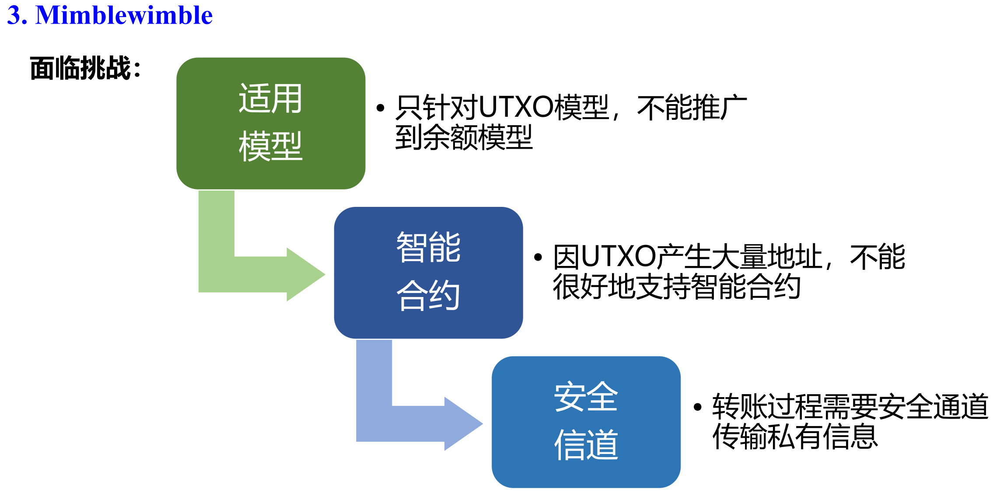 3. Mimblewimble
面临挑战：
适用
模型
• 只针对UTXO模型，不能推广
到余额模型
智能
合约
• 因UTXO产生大量地址，不能
很好地支持智能合约
安全
信道
• 转账过程需要安全通道
传输私有信息